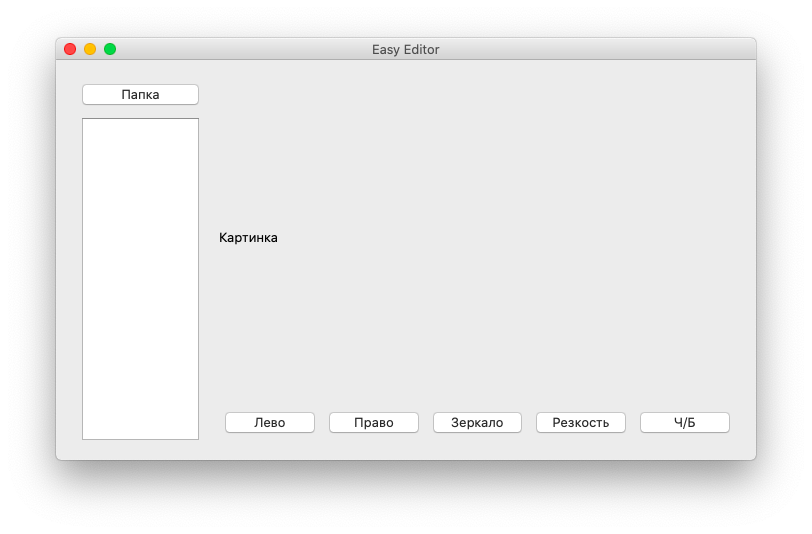 Easy Editor
Папка
Картинка
Лево
Право
Зеркало
Резкость
Ч/Б